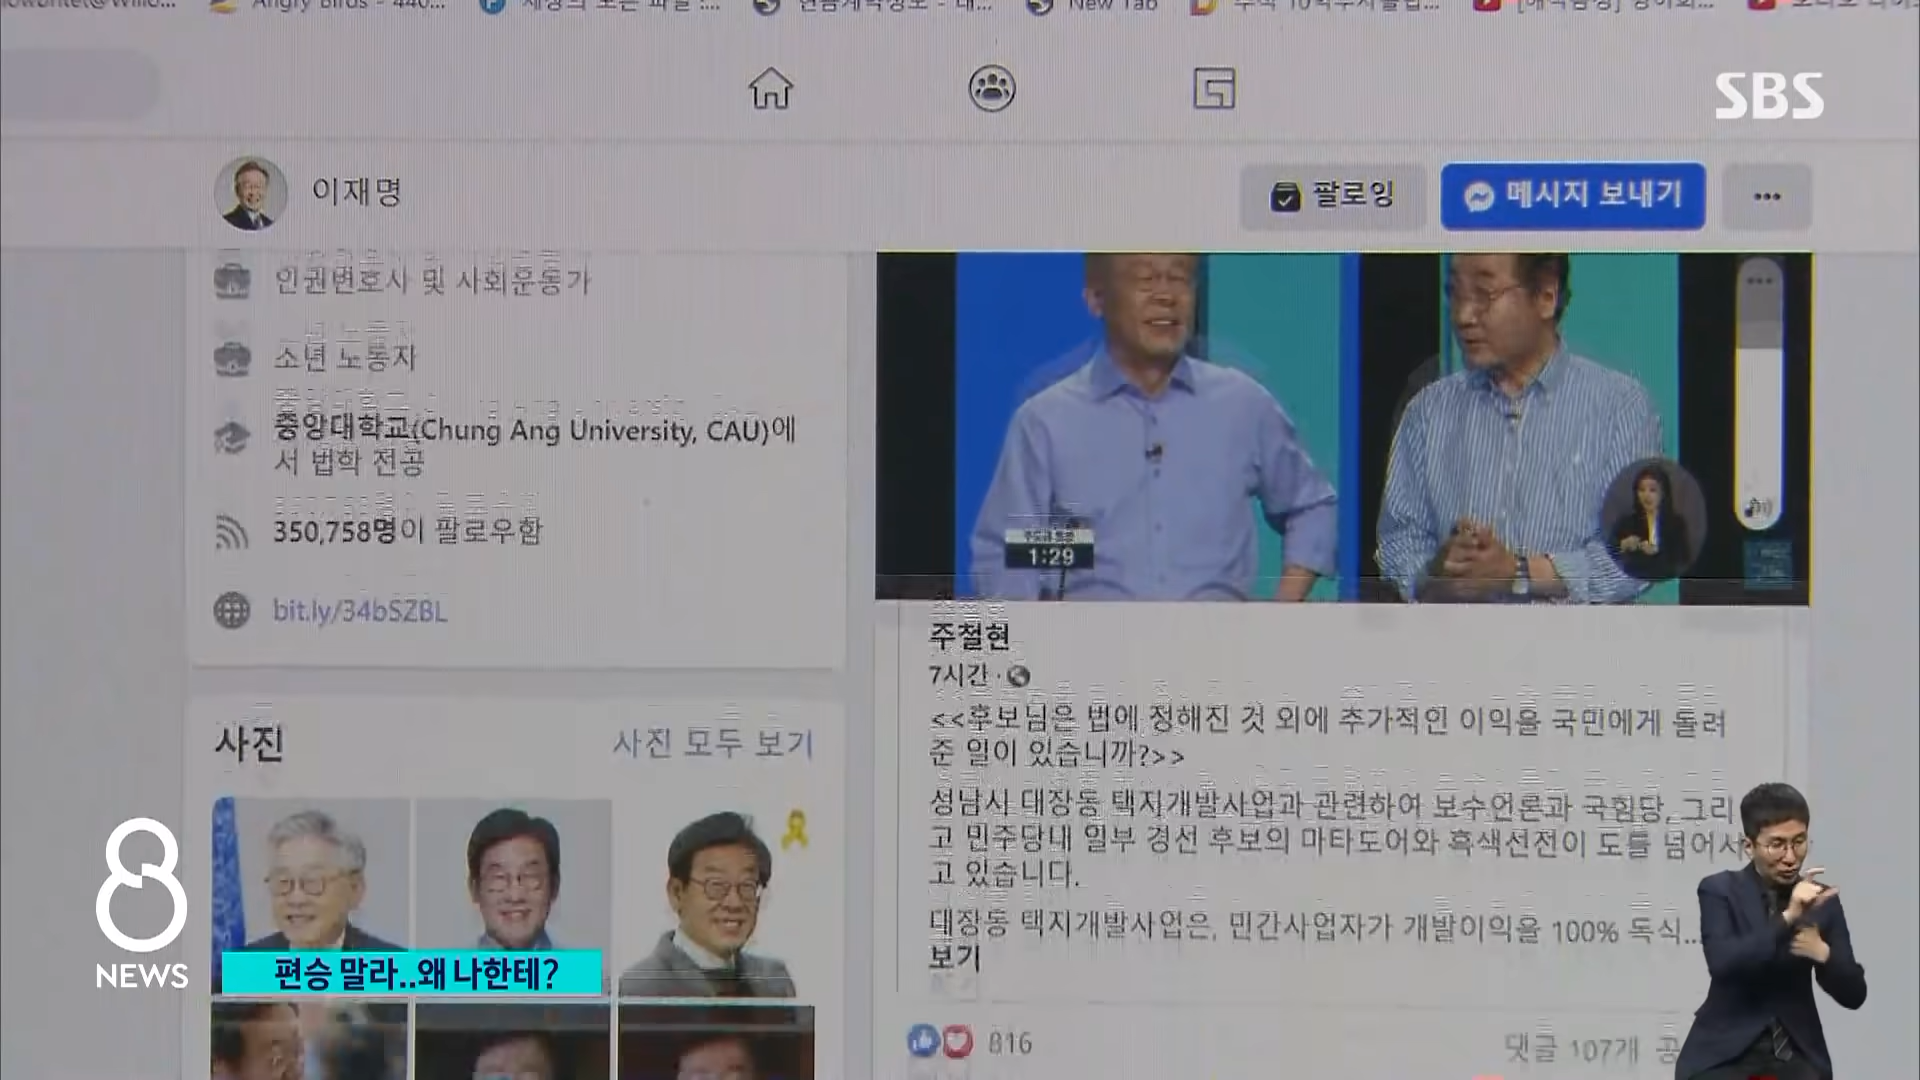 Angry Birds - 440...
New Tab
SBS
이재명
팔로잉
메시지 보내기
인권변호사 및 사회운동가
소년 노동자
중앙대학교(Chung Ang University, CAU)에
서 법학 전공
350,758명이 팔로우함
bit.ly/34bSZBL
사진
사진 모두 보기
1:29
주철현
7시간
<<후보님은 법에 정해진 것 외에 추가적인 이익을 국민에게 돌려
준 일이 있습니까?>>
성남시 대장동 택지개발사업과 관련하여 보수언론과 국힘당, 그리
고 민주당내 일부 경선 후보의 마타도어와 흑색선전이 도를 넘어서
고 있습니다.
대장동 택지개발사업은, 민간사업자가 개발이익을 100% 독식...
보기
816
댓글 107개
8
NEWS
편승 말라..왜 나한테?